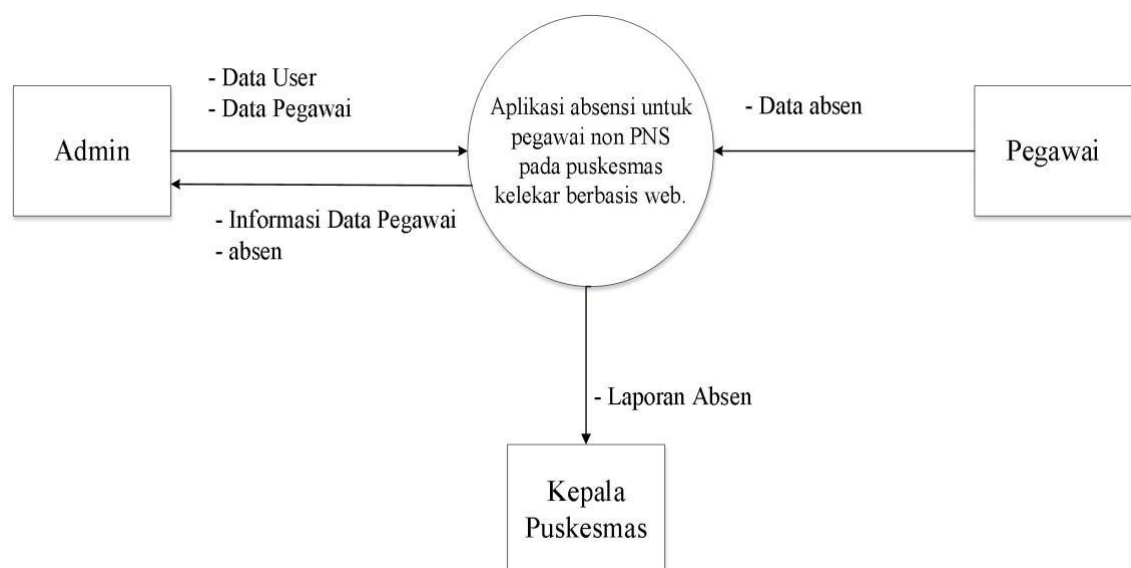 - Data User
- Data Pegawai
Admin
- Informasi Data Pegawai
- absen
Aplikasi absensi untuk
pegawai non PNS
pada puskesmas
kelekar berbasis web.
- Data absen
Pegawai
- Laporan Absen
Kepala
Puskesmas